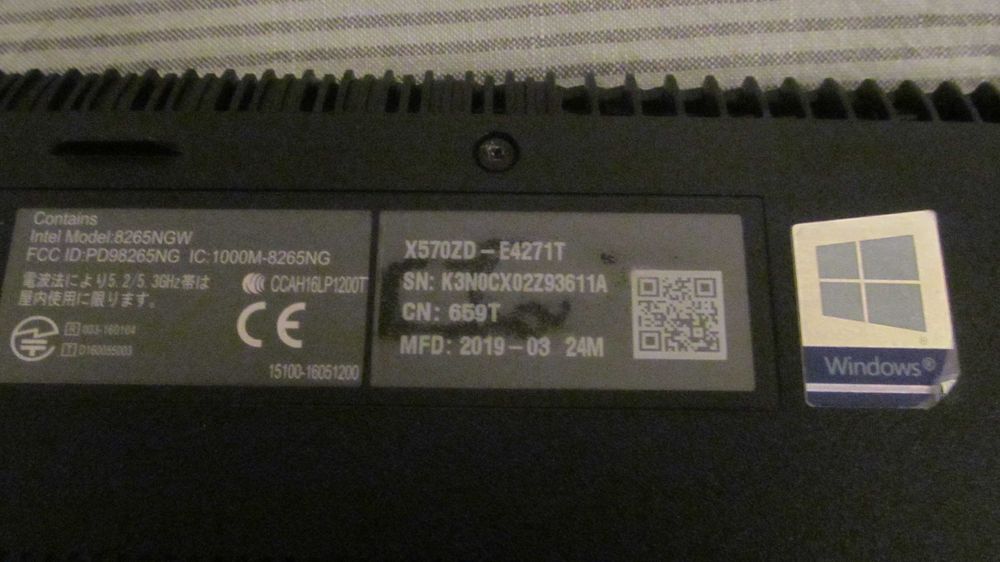 Contains
Intel Model:8265NGW
FCC ID:PD98265NG IC:1000M-8265NG
電波法により5.2/5.3GHz帯は
屋内使用に限ります。
CCAH16LP1200T
R 003-160104
T D160055003
CE
15100-16051200
X570ZD-E4271T
SN: K3N0CX02Z93611A
CN: 659T
MFD: 2019-03 24M
Windows®